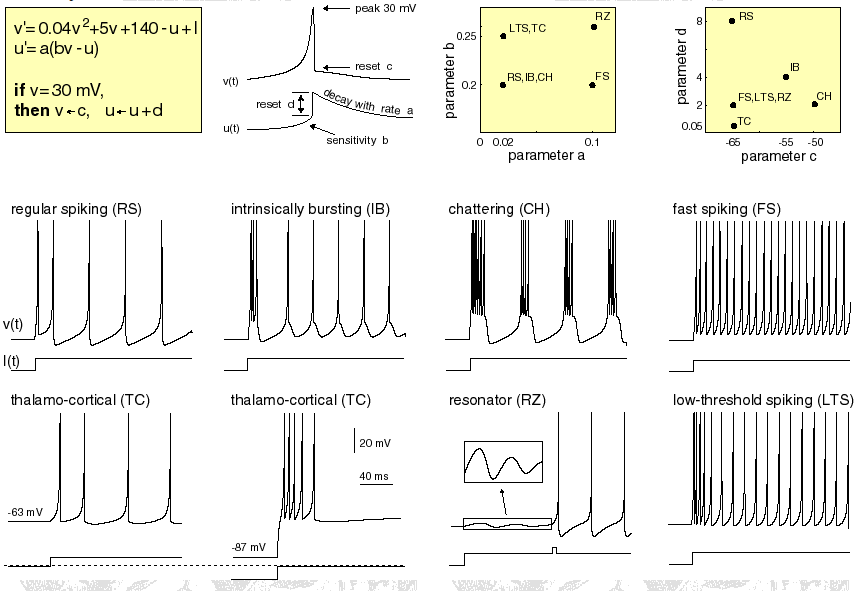 v'= 0.04v²+5v+140 - u + I
u'= a(bv - u)
if v= 30 mV,
then v←c, u←u+d
peak 30 mV
reset c
v(t)
reset d
decay with rate a
u(t)
sensitivity b
parameter b
0.25
0.2
LTS,TC
RZ
RS,IB,CH
FS
0
0.02
0.1
parameter a
parameter d
8
4
2
0.05
RS
IB
FS,LTS,RZ
CH
TC
-65
-55
-50
parameter c
regular spiking (RS)
intrinsically bursting (IB)
chattering (CH)
fast spiking (FS)
v(t)
I(t)
thalamo-cortical (TC)
thalamo-cortical (TC)
resonator (RZ)
low-threshold spiking (LTS)
20 mV
40 ms
-63 mV
-87 mV